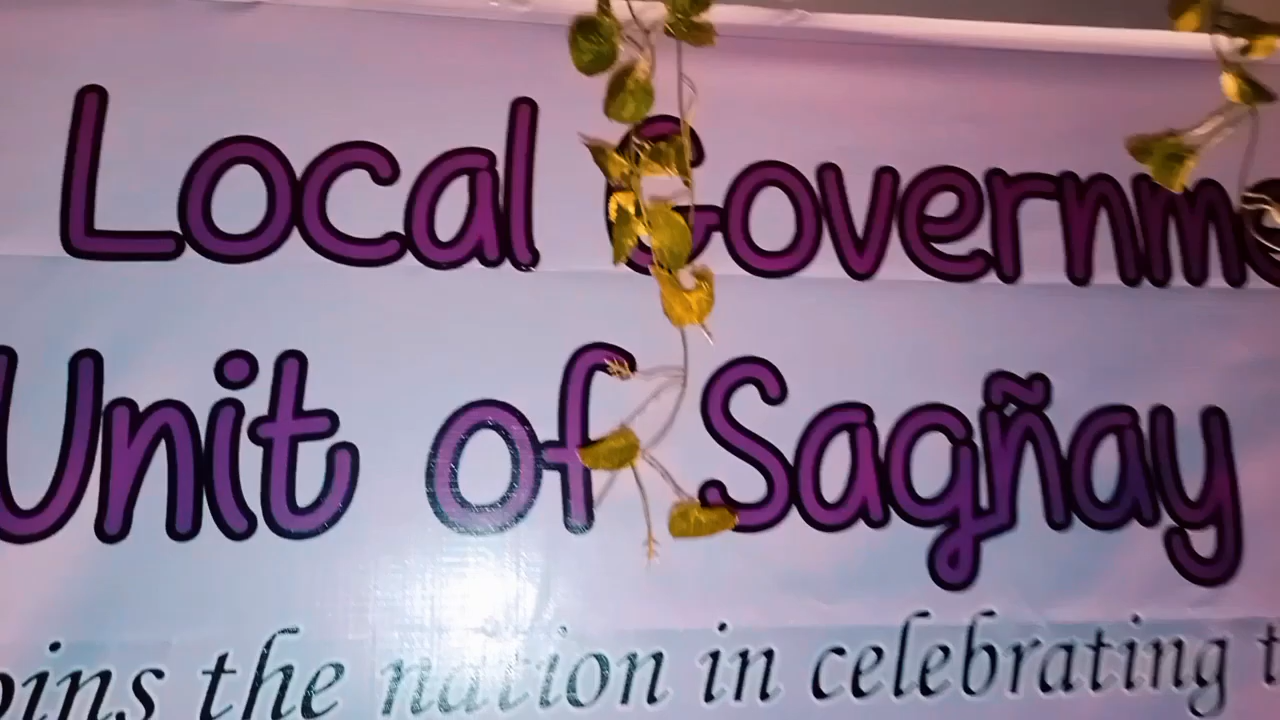 Local Governme
Unit of Sagñay
oins the nation in celebrating t